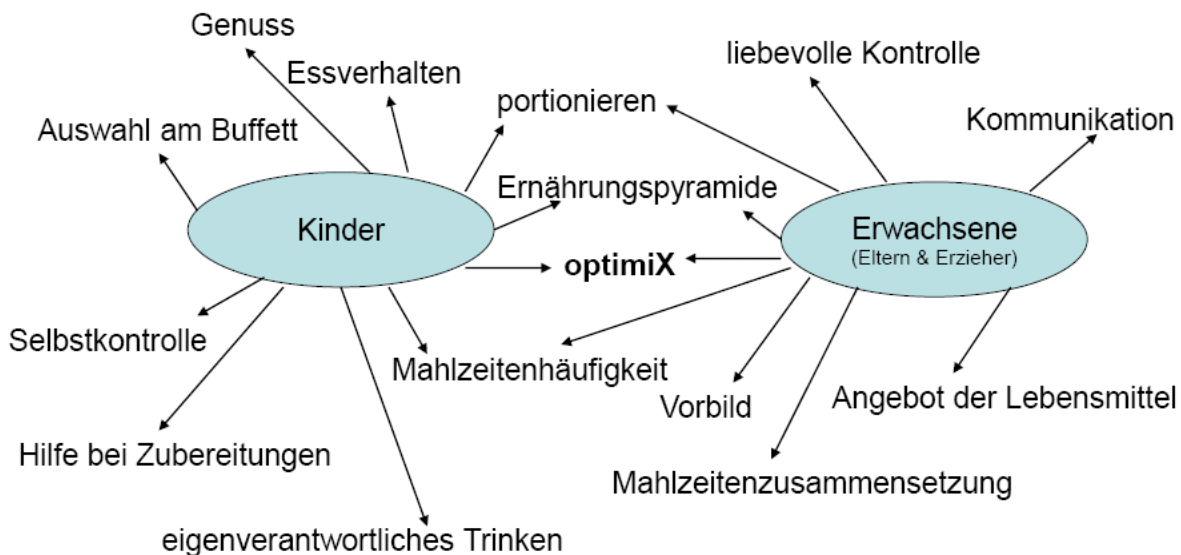 Genuss
liebevolle Kontrolle
Essverhalten
portionieren
Kommunikation
Auswahl am Buffett
Ernährungspyramide
Kinder
Erwachsene
(Eltern & Erzieher)
optimiX
Selbstkontrolle
Mahlzeitenhäufigkeit
Vorbild
Angebot der Lebensmittel
Hilfe bei Zubereitungen
Mahlzeitenzusammensetzung
eigenverantwortliches Trinken